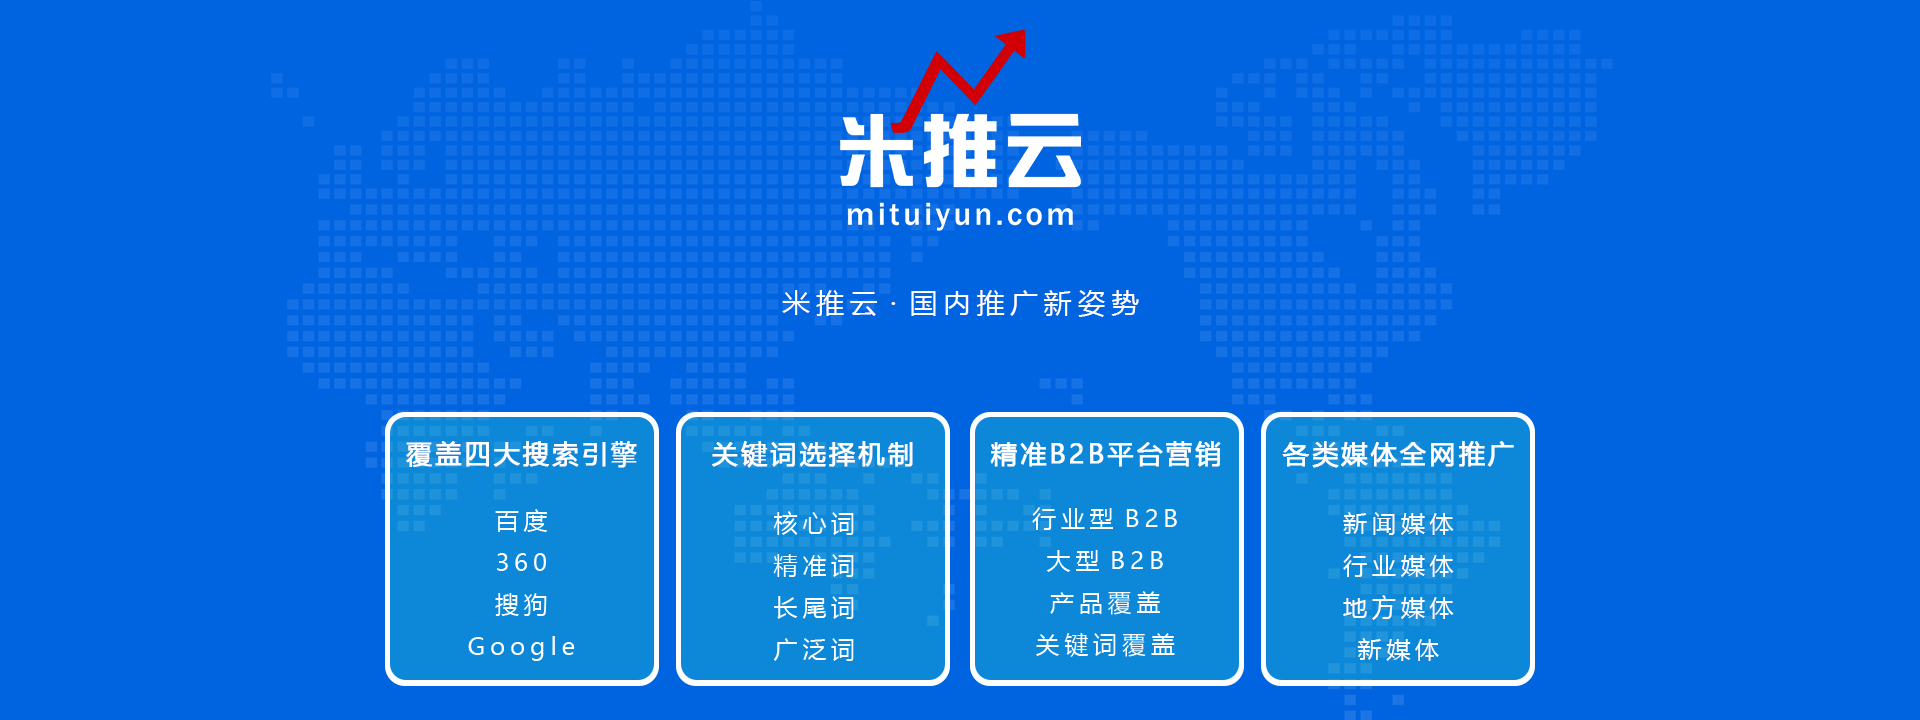 米推云
mituiyun.com
米推云·国内推广新姿势
覆盖四大搜索引擎
百度
360
搜狗
Google
关键词选择机制
核心词
精准词
长尾词
广泛词
精准B2B平台营销
行业型 B2B
大型 B2B
产品覆盖
关键词覆盖
各类媒体全网推广
新闻媒体
行业媒体
地方媒体
新媒体